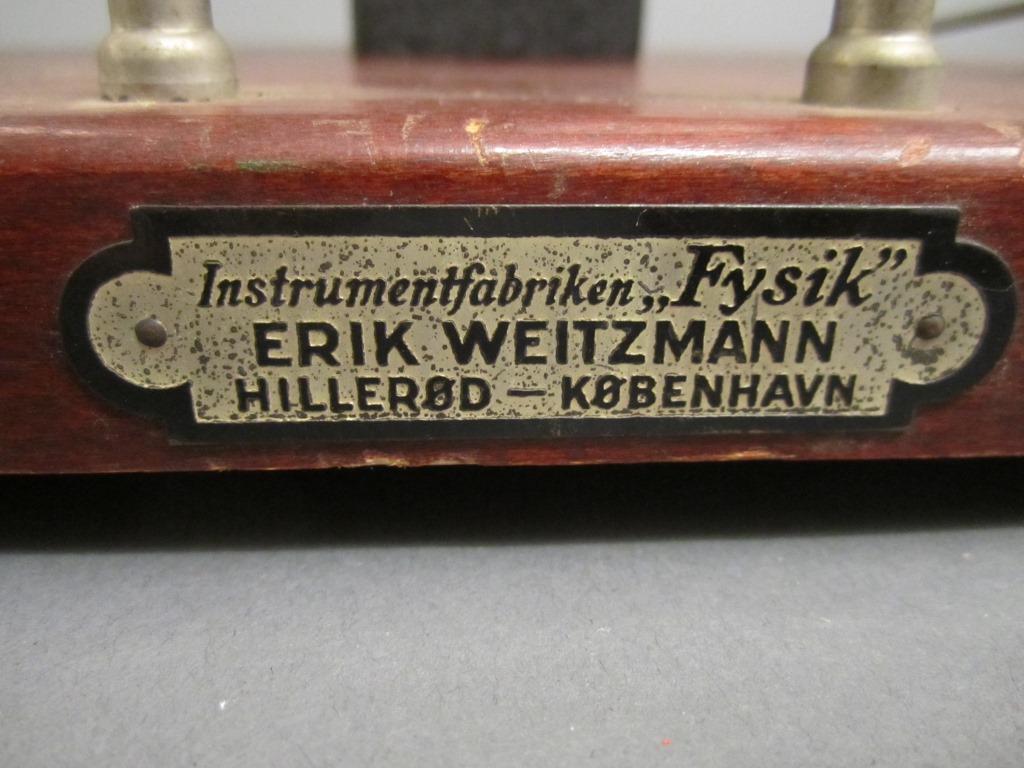 Instrumentfabriken „Fysik”
ERIK WEITZMANN
HILLERØD — KØBENHAVN